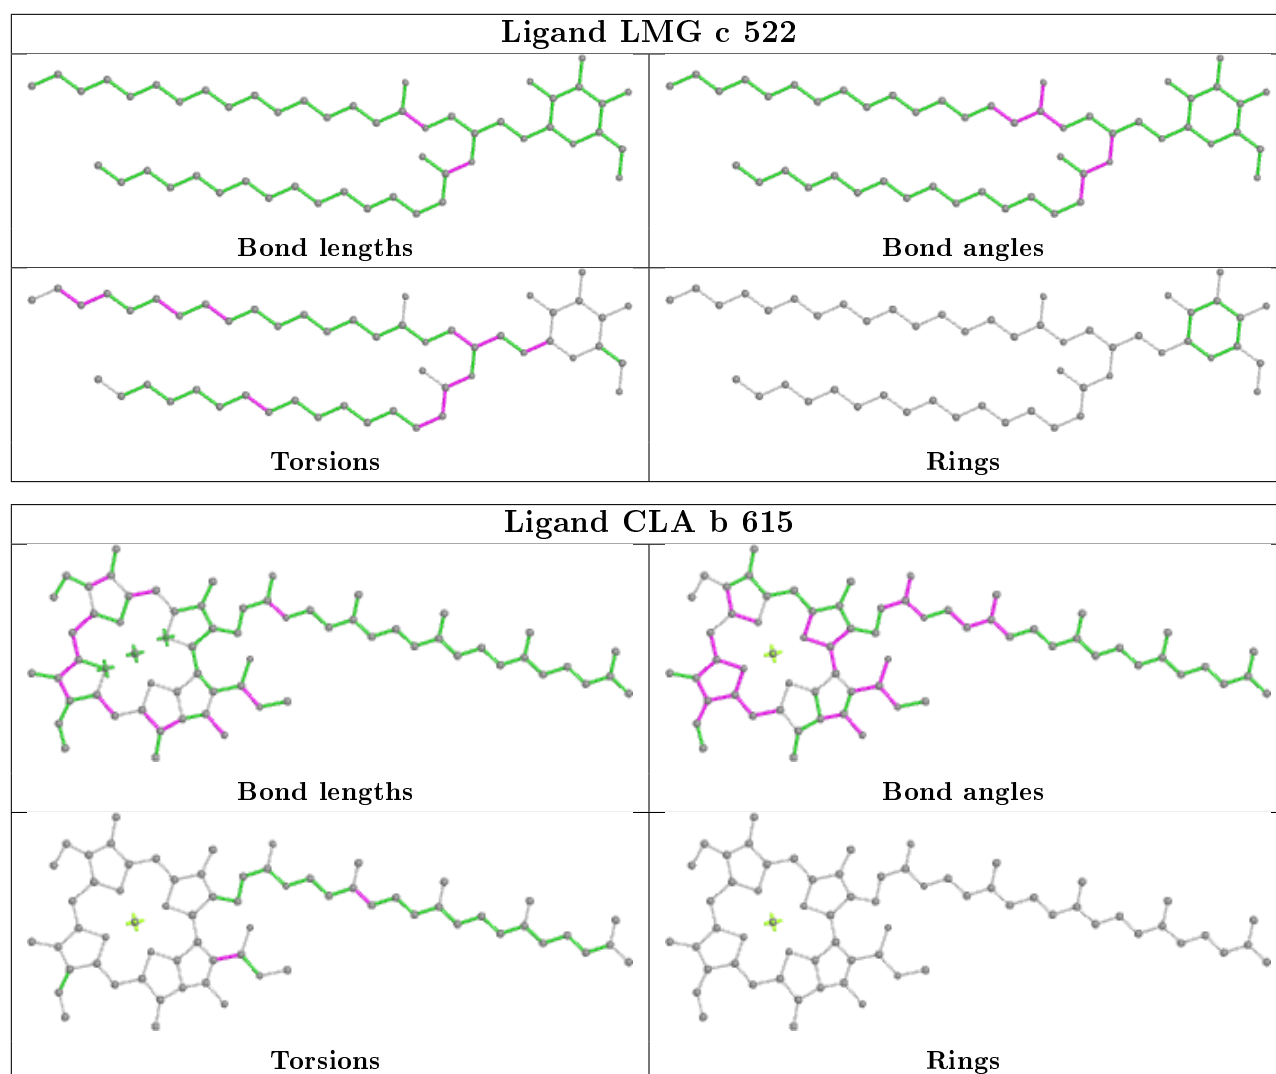 Ligand LMG c 522
Bond lengths
Bond angles
Torsions
Rings
Ligand CLA b 615
Bond lengths
Bond angles
Torsions
Rings